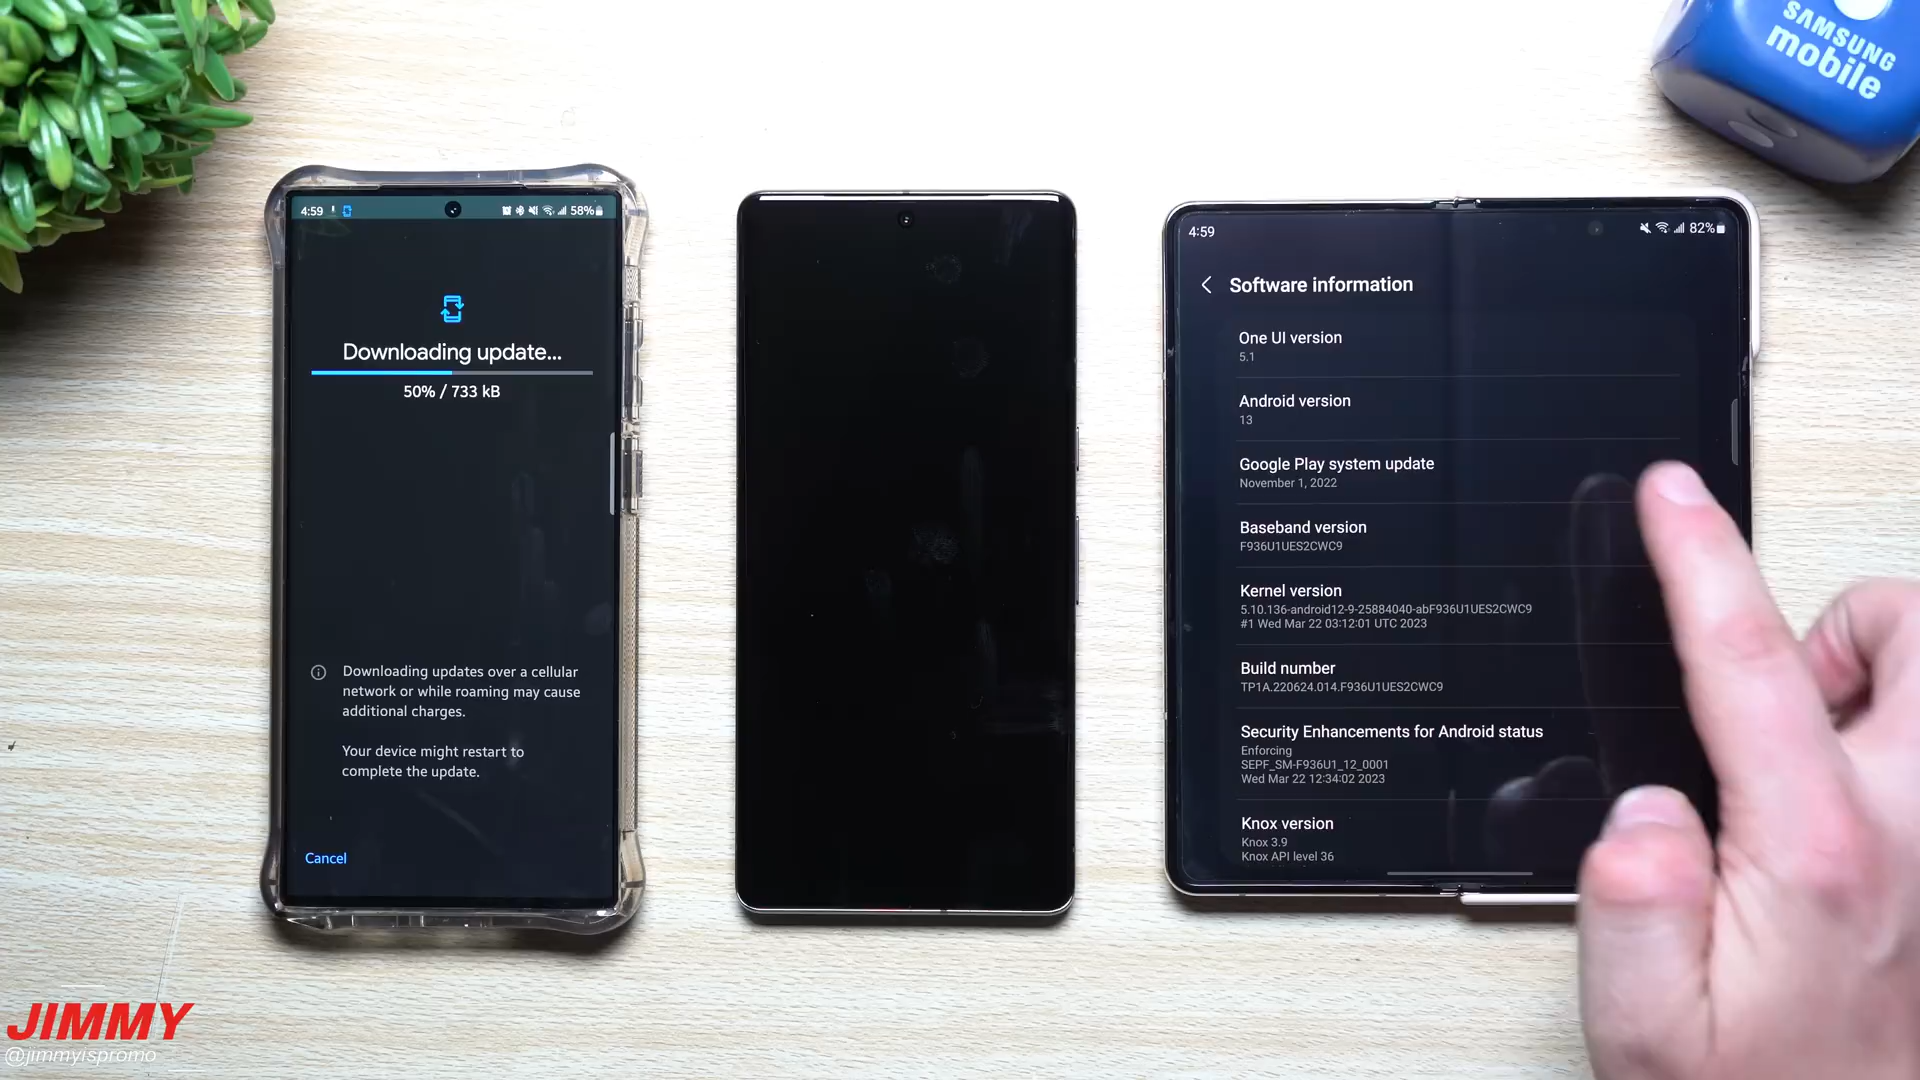 SAMSUNG
mobile
4:59
58%
Downloading update...
50% / 733 kB
Downloading updates over a cellular
network or while roaming may cause
additional charges.
Your device might restart to
complete the update.
Cancel
4:59
82%
Software information
One UI version
5.1
Android version
13
Google Play system update
November 1, 2022
Baseband version
F936U1UES2CWC9
Kernel version
5.10.136-android12-9-25884040-abF936U1UES2CWC9
#1 Wed Mar 22 03:12:01 UTC 2023
Build number
TP1A.220624.014.F936U1UES2CWC9
Security Enhancements for Android status
Enforcing
SEPF_SM-F936U1_12_0001
Wed Mar 22 12:34:02 2023
Knox version
Knox 3.9
Knox API level 36
JIMMY
@jimmyispromo